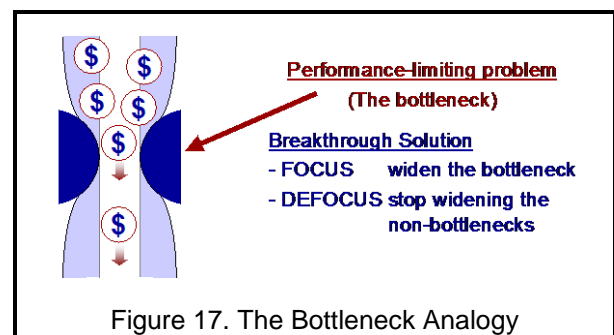 $ $
$ $
$
$
Performance-limiting problem
(The bottleneck)
Breakthrough Solution
- FOCUS widen the bottleneck
- DEFOCUS stop widening the
non-bottlenecks
Figure 17. The Bottleneck Analogy